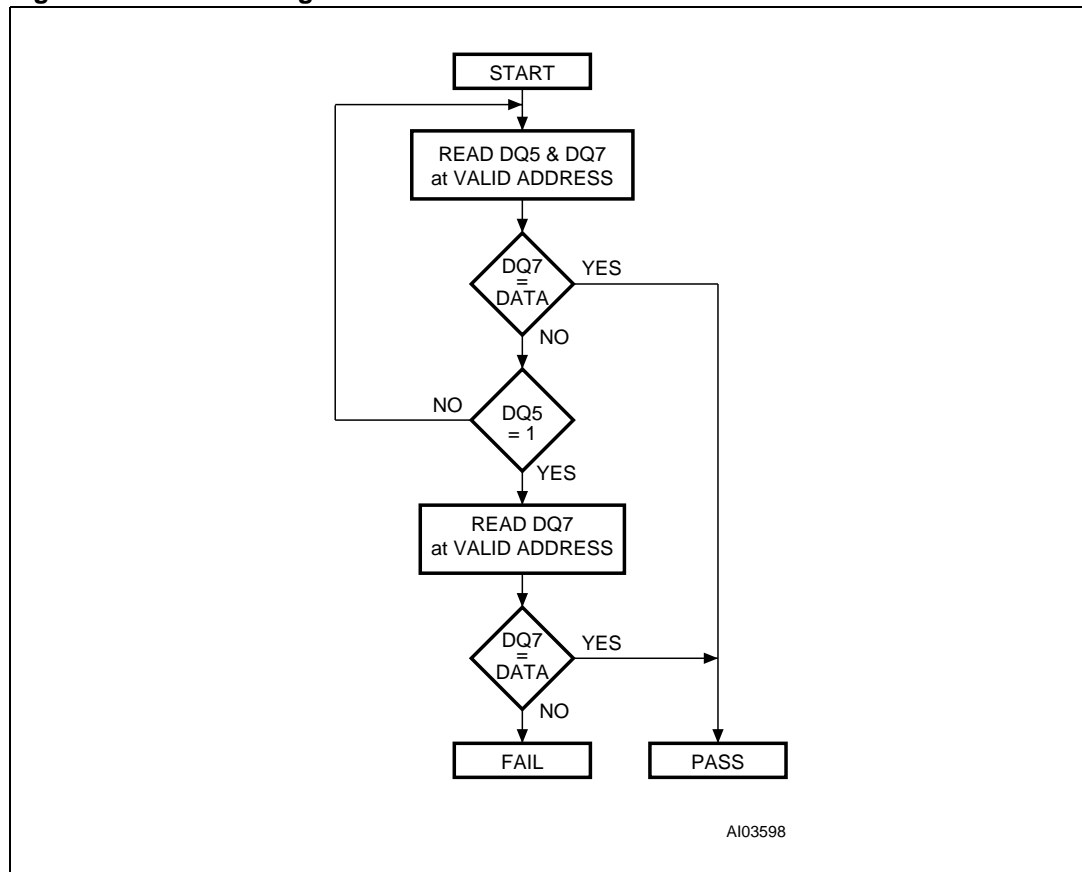 START
READ DQ5 & DQ7
at VALID ADDRESS
DQ7
=
DATA
YES
NO
NO
DQ5
= 1
YES
READ DQ7
at VALID ADDRESS
DQ7
=
DATA
YES
NO
FAIL
PASS
AI03598